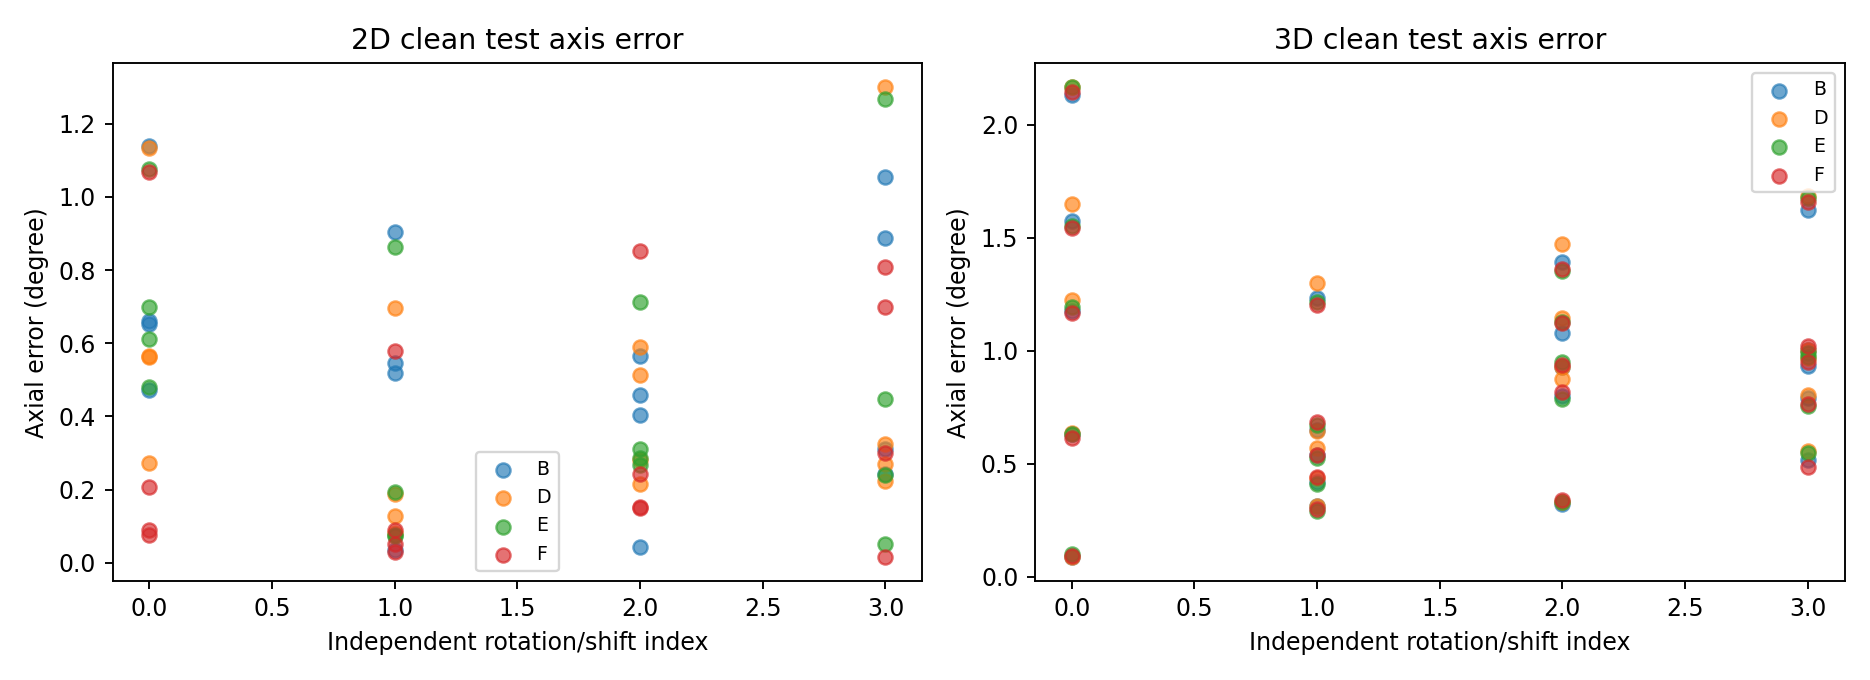 2D clean test axis error
Axial error (degree)
1.2
1.0
0.8
0.6
0.4
0.2
0.0
B
D
E
F
0.0 0.5 1.0 1.5 2.0 2.5 3.0
Independent rotation/shift index
3D clean test axis error
Axial error (degree)
2.0
1.5
1.0
0.5
0.0
B
D
E
F
0.0 0.5 1.0 1.5 2.0 2.5 3.0
Independent rotation/shift index